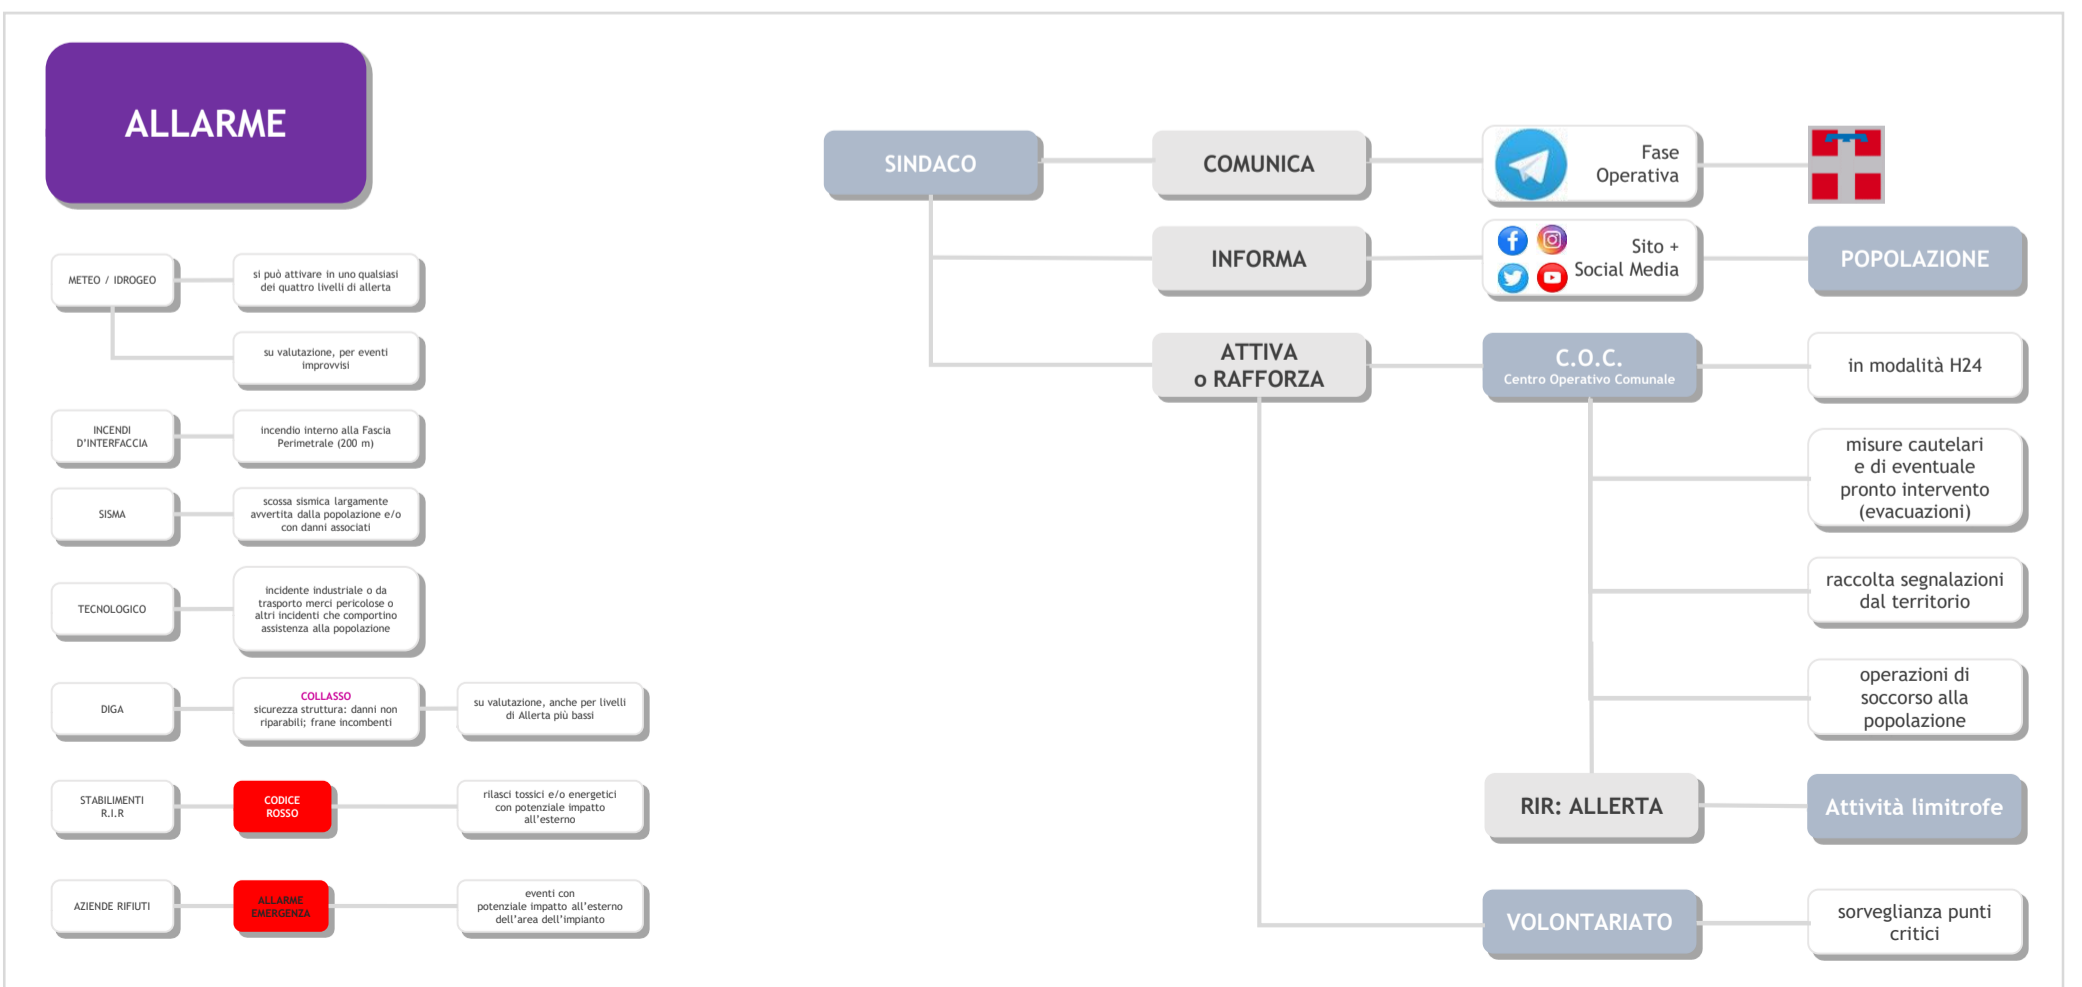 ALLARME
METEO / IDROGEO
si può attivare in uno qualsiasi
dei quattro livelli di allerta
su valutazione, per eventi
improvvisi
INCENDI
D'INTERFACCIA
incendio interno alla Fascia
Perimetrale (200 m)
SISMA
scossa sismica largamente
avvertita dalla popolazione e/o
con danni associati
TECNOLOGICO
incidente industriale o da
trasporto merci pericolose o
altri incidenti che comportino
assistenza alla popolazione
DIGA
COLLASSO
sicurezza struttura: danni non
riparabili; frane incombenti
su valutazione, anche per livelli
di Allerta più bassi
STABILIMENTI
R.I.R
CODICE
ROSSO
rilasci tossici e/o energetici
con potenziale impatto
all'esterno
AZIENDE RIFIUTI
ALLARME
EMERGENZA
eventi con
potenziale impatto all'esterno
dell'area dell'impianto
SINDACO
COMUNICA
Fase
Operativa
INFORMA
Sito +
Social Media
POPOLAZIONE
ATTIVA
o RAFFORZA
C.O.C.
Centro Operativo Comunale
in modalità H24
misure cautelari
e di eventuale
pronto intervento
(evacuazioni)
raccolta segnalazioni
dal territorio
operazioni di
soccorso alla
popolazione
RIR: ALLERTA
Attività limitrofe
VOLONTARIATO
sorveglianza punti
critici